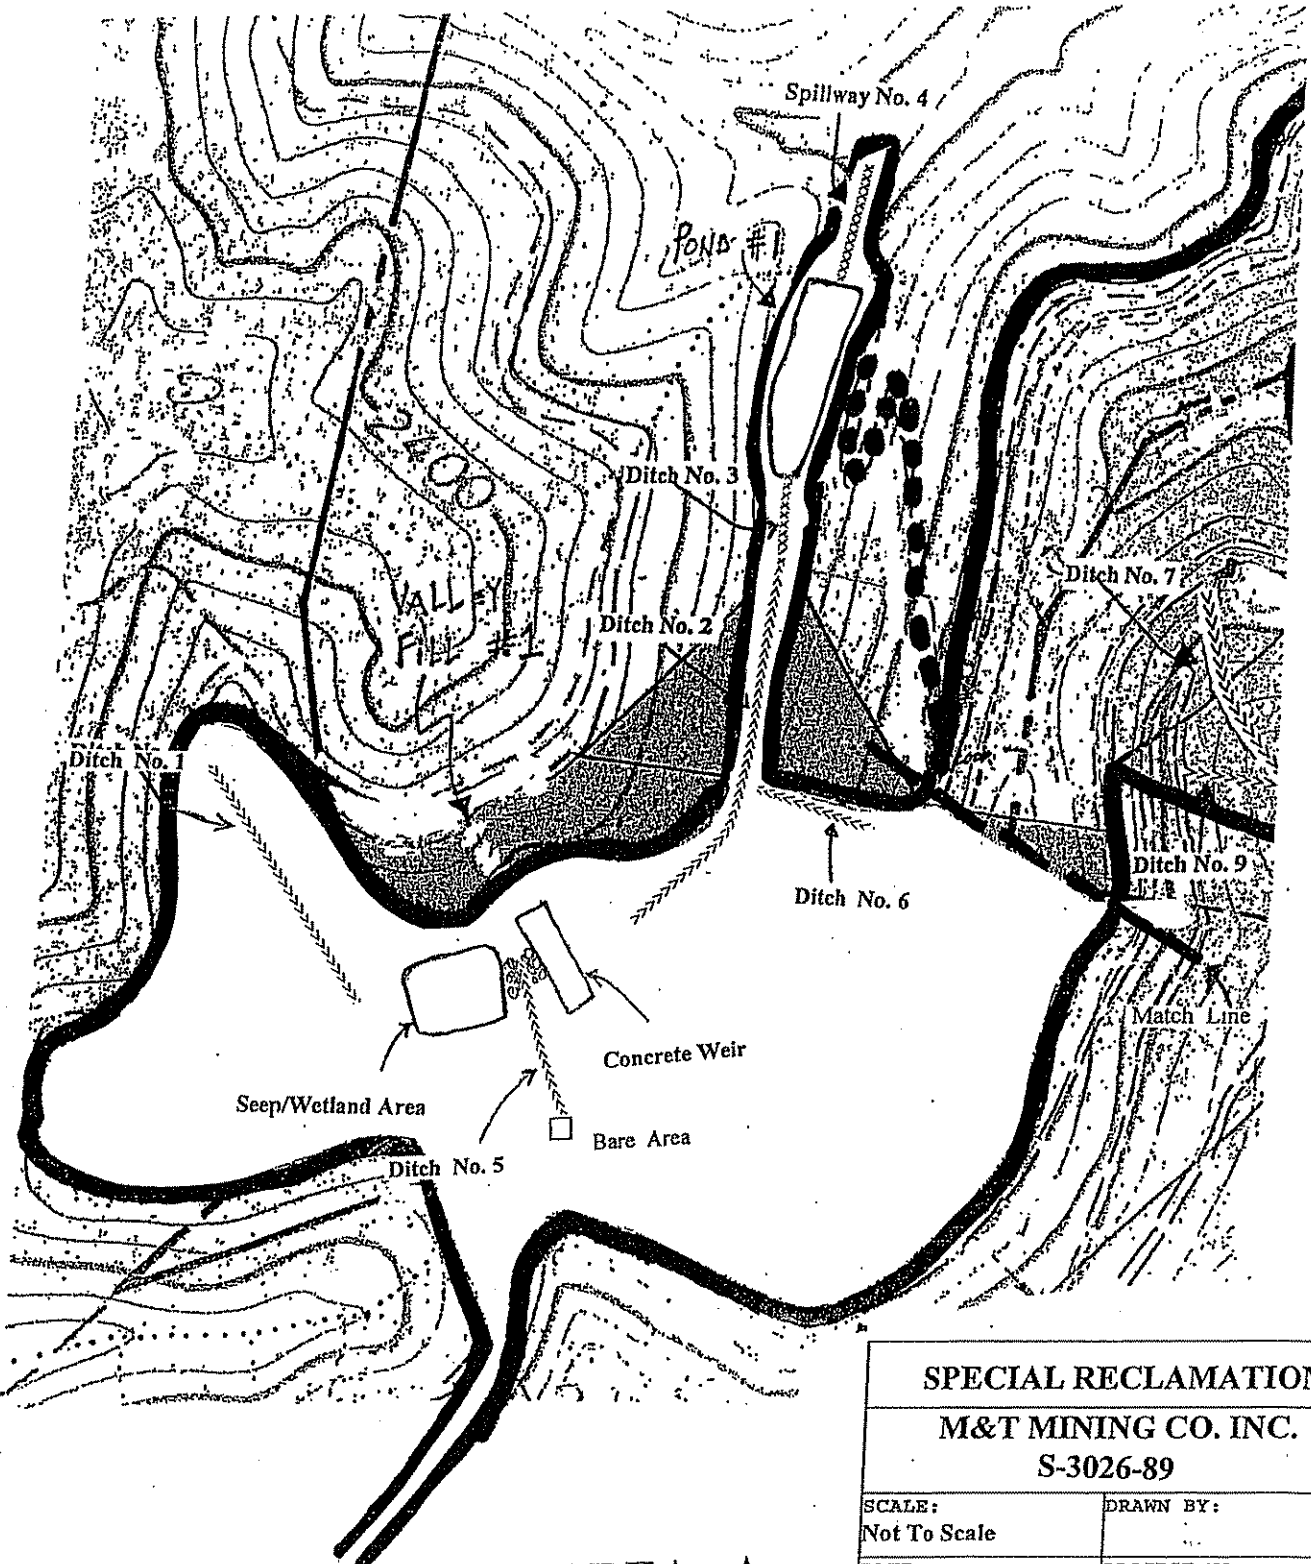 Spillway No. 4
POND #1
Ditch No. 3
2400
VALLEY
FILL #1
Ditch No. 7
Ditch No. 2
Ditch No. 1
Ditch No. 9
Ditch No. 6
Match Line
Concrete Weir
Seep/Wetland Area
Bare Area
Ditch No. 5
SPECIAL RECLAMATION
M&T MINING CO. INC.
S-3026-89
SCALE:
DRAWN BY:
Not To Scale